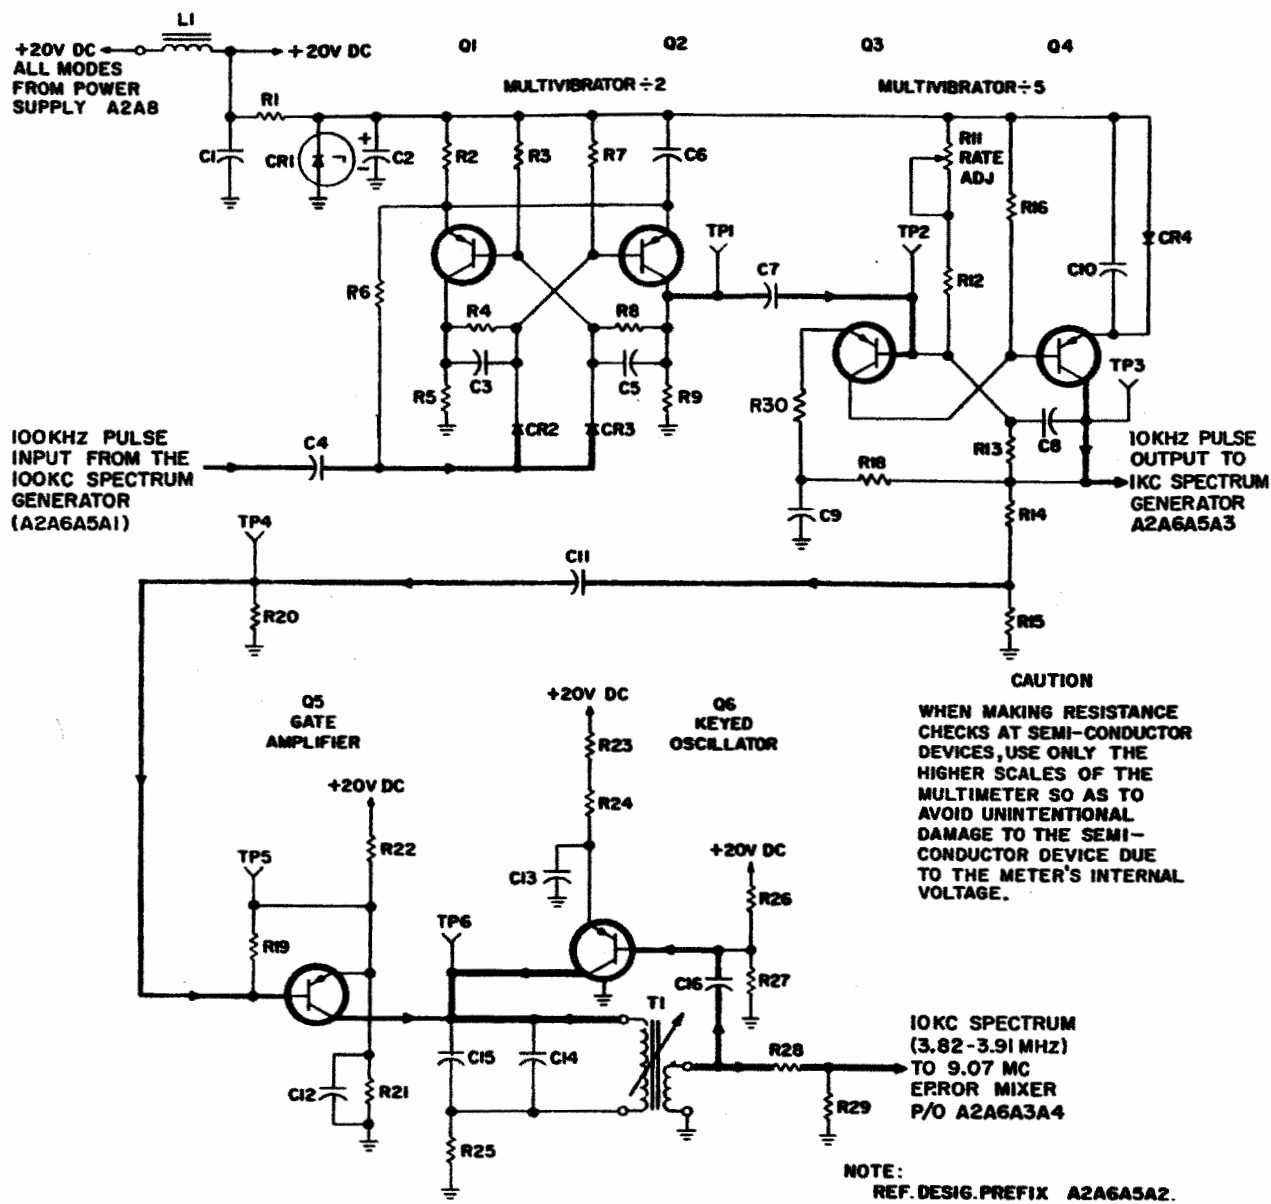 L1
+20V DC
+20V DC
ALL MODES
FROM POWER
SUPPLY A2A8
Q1
Q2
Q3
Q4
MULTIVIBRATOR÷2
MULTIVIBRATOR÷5
R1
C1
CR1
+
-
C2
R2
R3
R7
C6
R11
RATE
ADJ
R16
CR4
C10
R6
TP1
TP2
C7
R12
R4
R8
C3
C5
R5
R9
TP3
R30
CR2
CR3
C8
R13
100KHZ PULSE
INPUT FROM THE
100KC SPECTRUM
GENERATOR
(A2A6A5A1)
C4
R18
C9
R14
10KHZ PULSE
OUTPUT TO
1KC SPECTRUM
GENERATOR
A2A6A5A3
TP4
C11
R20
R15
Q5
GATE
AMPLIFIER
+20V DC
Q6
KEYED
OSCILLATOR
R23
R24
CAUTION
WHEN MAKING RESISTANCE
CHECKS AT SEMI-CONDUCTOR
DEVICES, USE ONLY THE
HIGHER SCALES OF THE
MULTIMETER SO AS TO
AVOID UNINTENTIONAL
DAMAGE TO THE SEMI-
CONDUCTOR DEVICE DUE
TO THE METER'S INTERNAL
VOLTAGE.
+20V DC
R22
TP5
C13
+20V DC
R26
TP6
R19
C16
R27
T1
C15
C14
R28
10KC SPECTRUM
(3.82-3.91 MHZ)
TO 9.07 MC
ERROR MIXER
P/O A2A6A3A4
C12
R21
R29
R25
NOTE:
REF. DESIG. PREFIX A2A6A5A2.